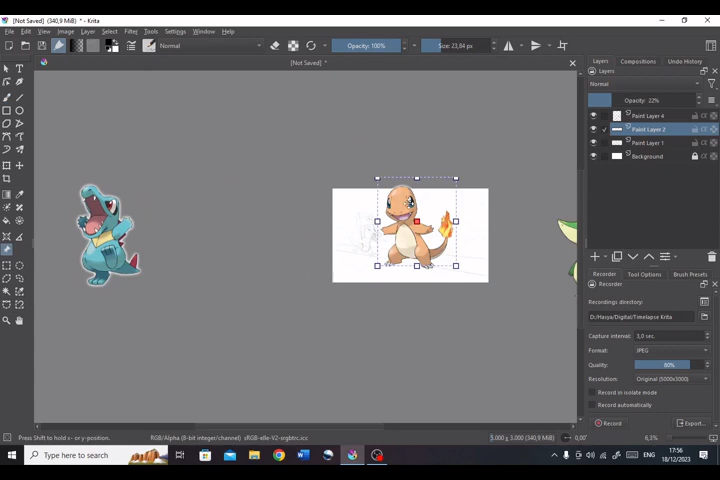 [Not Saved] (340,9 MiB) * - Krita
File Edit View Image Layer Select Filter Tools Settings Window Help
Normal
Opacity: 100%
Size: 23,84 px
[Not Saved] *
Layers Compositions Undo History
Layers
Normal
Opacity: 22%
Paint Layer 4
Paint Layer 2
Paint Layer 1
Background
Recorder Tool Options Brush Presets
Recorder
Recordings directory:
D:/Hasya/Digital/Timelapse Krita
Capture interval: 3,0 sec.
Format: JPEG
Quality: 80%
Resolution: Original (5000x3000)
Record in isolate mode
Record automatically
Record
Export...
Press Shift to hold x- or y-position.
RGB/Alpha (8-bit integer/channel) sRGB-elle-V2-srgbtrc.icc
5.000 x 3.000 (340,9 MiB)
0,00°
6,3%
Type here to search
ENG
17:56
18/12/2023